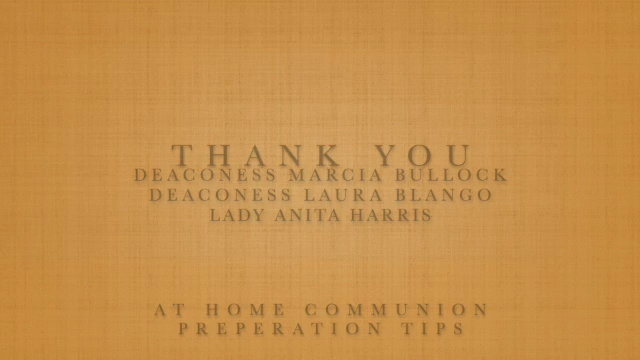 THANK YOU
DEACONESS MARCIA BULLOCK
DEACONESS LAURA BLANGO
LADY ANITA HARRIS
AT HOME COMMUNION
PREPERATION TIPS